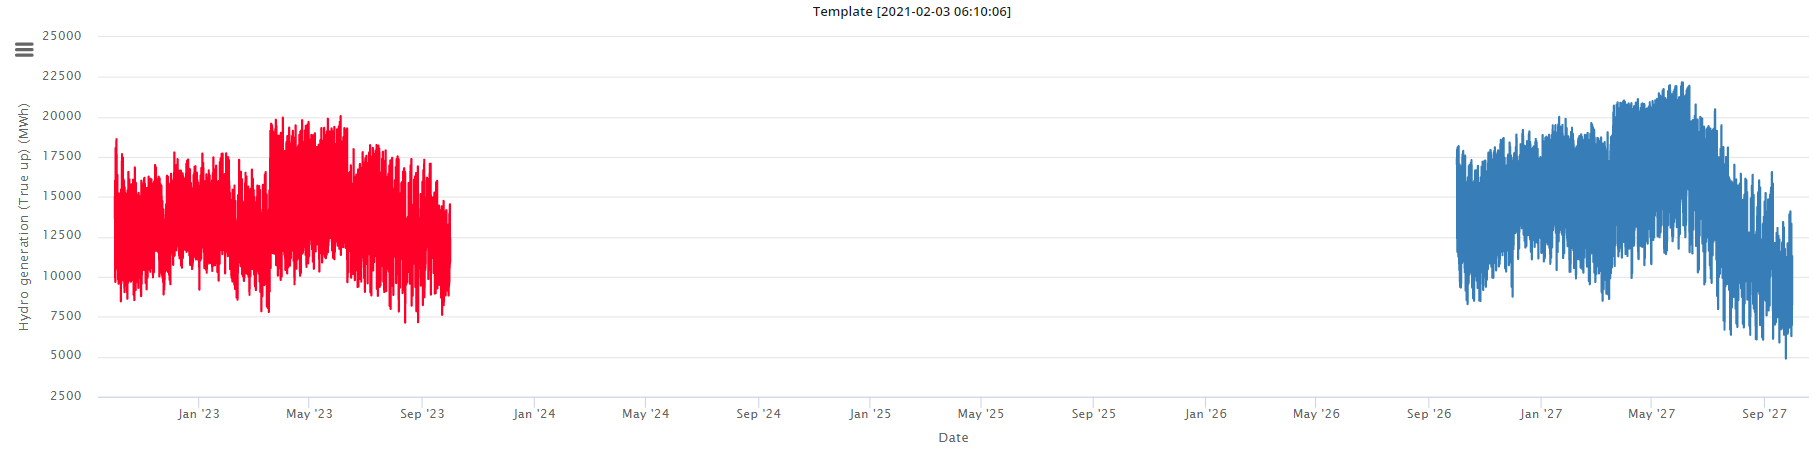 Template [2021-02-03 06:10:06]
Hydro generation (True up) (MWh)
25000
22500
20000
17500
15000
12500
10000
7500
5000
2500
Jan '23 May '23 Sep '23 Jan '24 May '24 Sep '24 Jan '25 May '25 Sep '25 Jan '26 May '26 Sep '26 Jan '27 May '27 Sep '27
Date